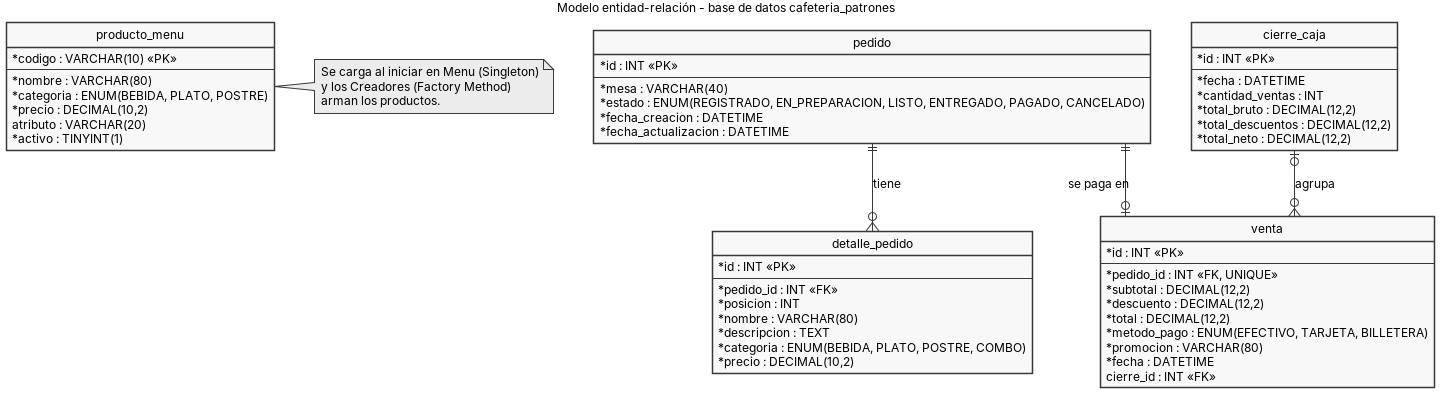 Modelo entidad-relación - base de datos cafeteria_patrones
producto_menu
*codigo : VARCHAR(10) «PK»
*nombre : VARCHAR(80)
*categoria : ENUM(BEBIDA, PLATO, POSTRE)
*precio : DECIMAL(10,2)
atributo : VARCHAR(20)
*activo : TINYINT(1)
Se carga al iniciar en Menu (Singleton)
y los Creadores (Factory Method)
arman los productos.
pedido
*id : INT «PK»
*mesa : VARCHAR(40)
*estado : ENUM(REGISTRADO, EN_PREPARACION, LISTO, ENTREGADO, PAGADO, CANCELADO)
*fecha_creacion : DATETIME
*fecha_actualizacion : DATETIME
cierre_caja
*id : INT «PK»
*fecha : DATETIME
*cantidad_ventas : INT
*total_bruto : DECIMAL(12,2)
*total_descuentos : DECIMAL(12,2)
*total_neto : DECIMAL(12,2)
tiene
se paga en
agrupa
detalle_pedido
*id : INT «PK»
*pedido_id : INT «FK»
*posicion : INT
*nombre : VARCHAR(80)
*descripcion : TEXT
*categoria : ENUM(BEBIDA, PLATO, POSTRE, COMBO)
*precio : DECIMAL(10,2)
venta
*id : INT «PK»
*pedido_id : INT «FK, UNIQUE»
*subtotal : DECIMAL(12,2)
*descuento : DECIMAL(12,2)
*total : DECIMAL(12,2)
*metodo_pago : ENUM(EFECTIVO, TARJETA, BILLETERA)
*promocion : VARCHAR(80)
*fecha : DATETIME
cierre_id : INT «FK»